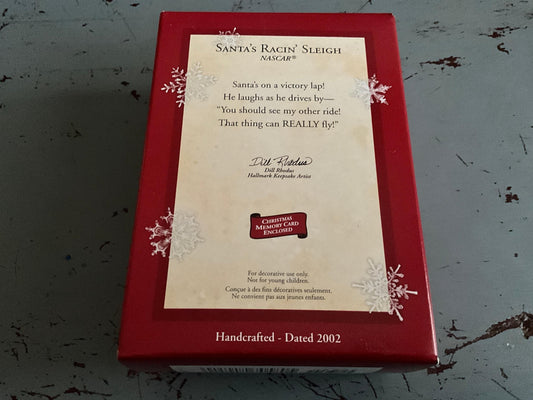 SANTA'S RACIN' SLEIGH
NASCAR®
Santa's on a victory lap!
He laughs as he drives by—
"You should see my other ride!
That thing can REALLY fly!"
Dill Rhodus
Dill Rhodus
Hallmark Keepsake Artist
CHRISTMAS
MEMORY CARD
ENCLOSED
For decorative use only.
Not for young children.
Conçue à des fins décoratives seulement.
Ne convient pas aux jeunes enfants.
Handcrafted - Dated 2002